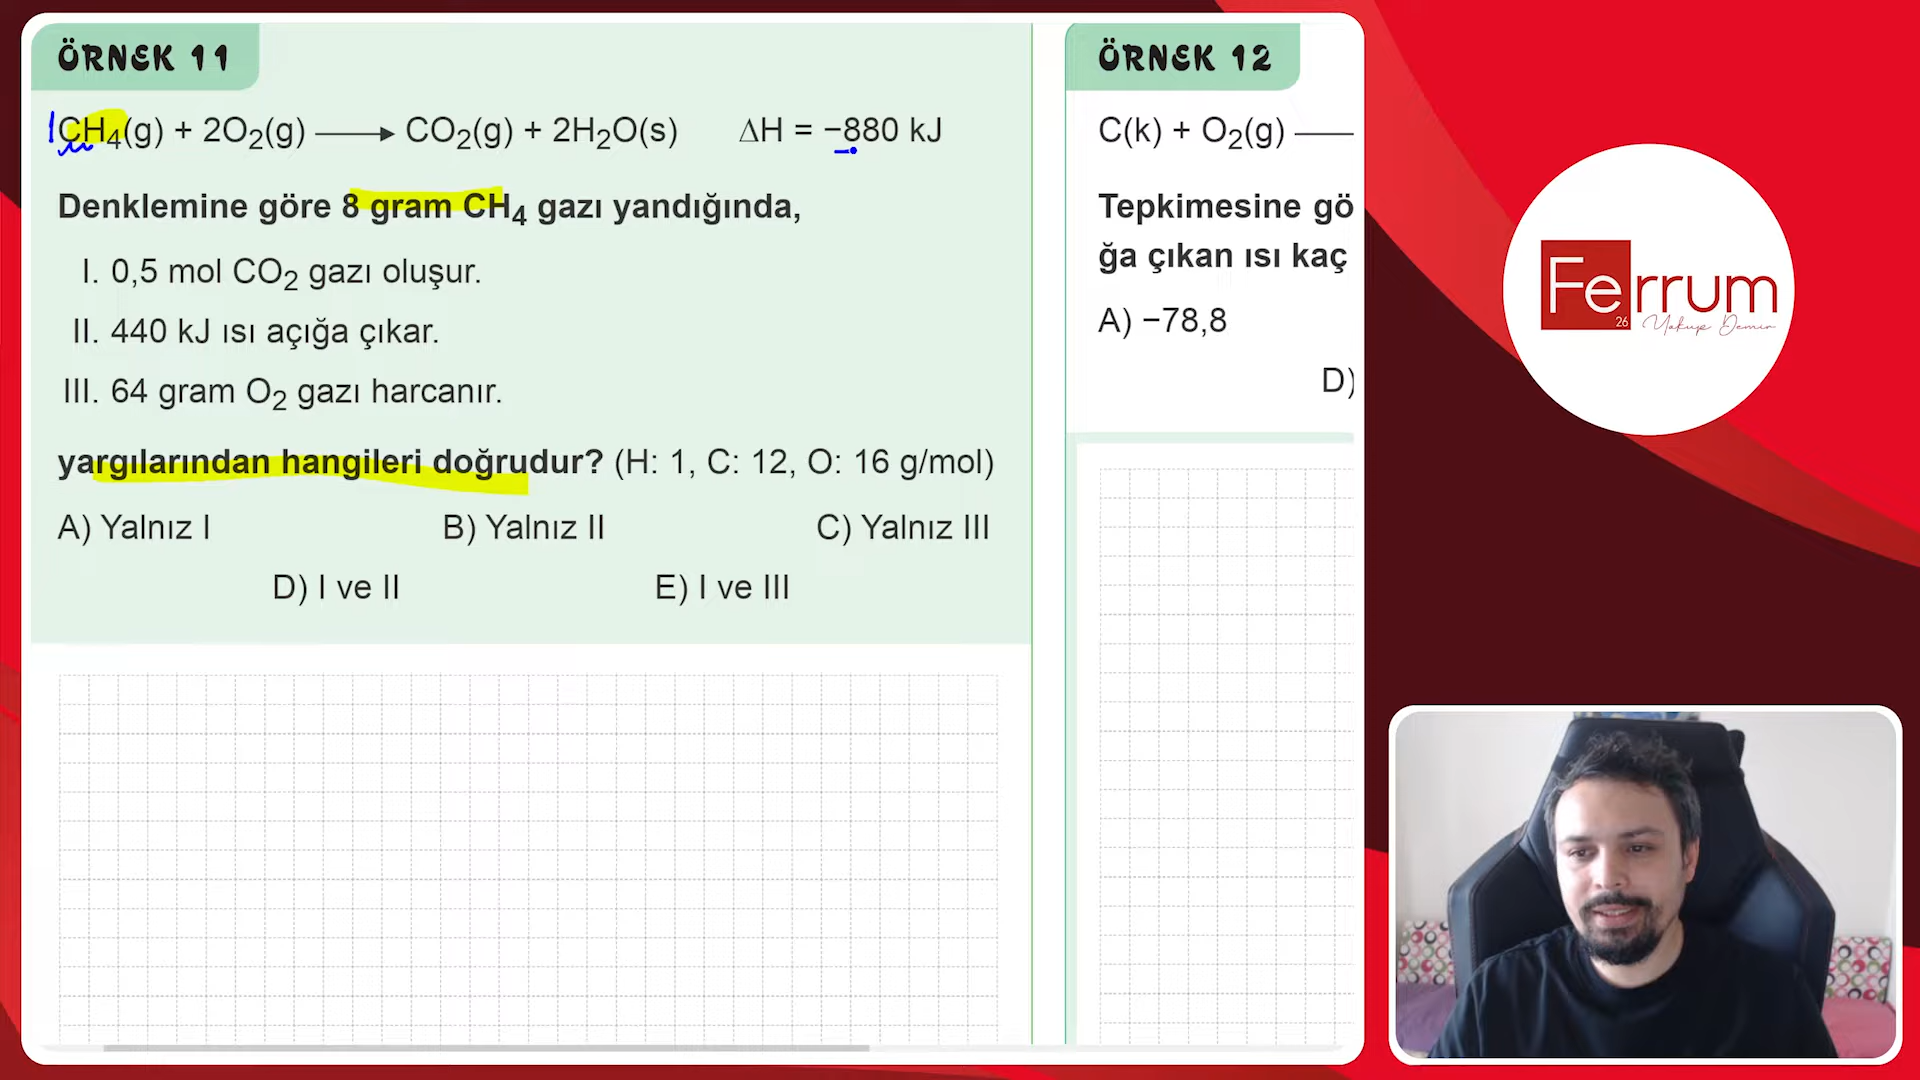 ÖRNEK 11
1CH4(g) + 2O2(g) ⟶ CO2(g) + 2H2O(s) ΔH = −880 kJ
Denklemine göre 8 gram CH4 gazı yandığında,
I. 0,5 mol CO2 gazı oluşur.
II. 440 kJ ısı açığa çıkar.
III. 64 gram O2 gazı harcanır.
yargılarından hangileri doğrudur? (H: 1, C: 12, O: 16 g/mol)
A) Yalnız I B) Yalnız II C) Yalnız III
D) I ve II E) I ve III
ÖRNEK 12
C(k) + O2(g)
Tepkimesine gö
ğa çıkan ısı kaç
A) −78,8
D)
Ferrum
26 Yakup Demir